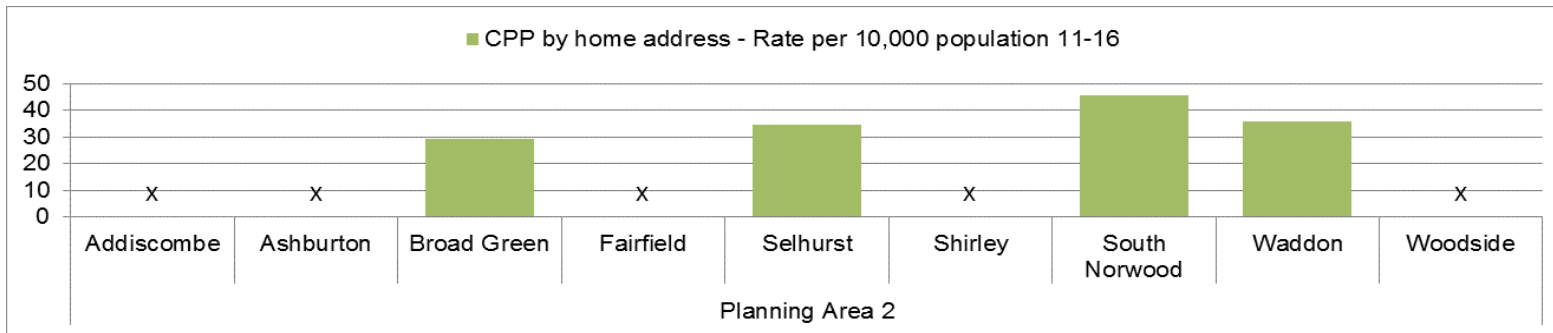 CPP by home address - Rate per 10,000 population 11-16
50
40
30
20
10
0
x x x x x
Addiscombe Ashburton Broad Green Fairfield Selhurst Shirley South Norwood Waddon Woodside
Planning Area 2